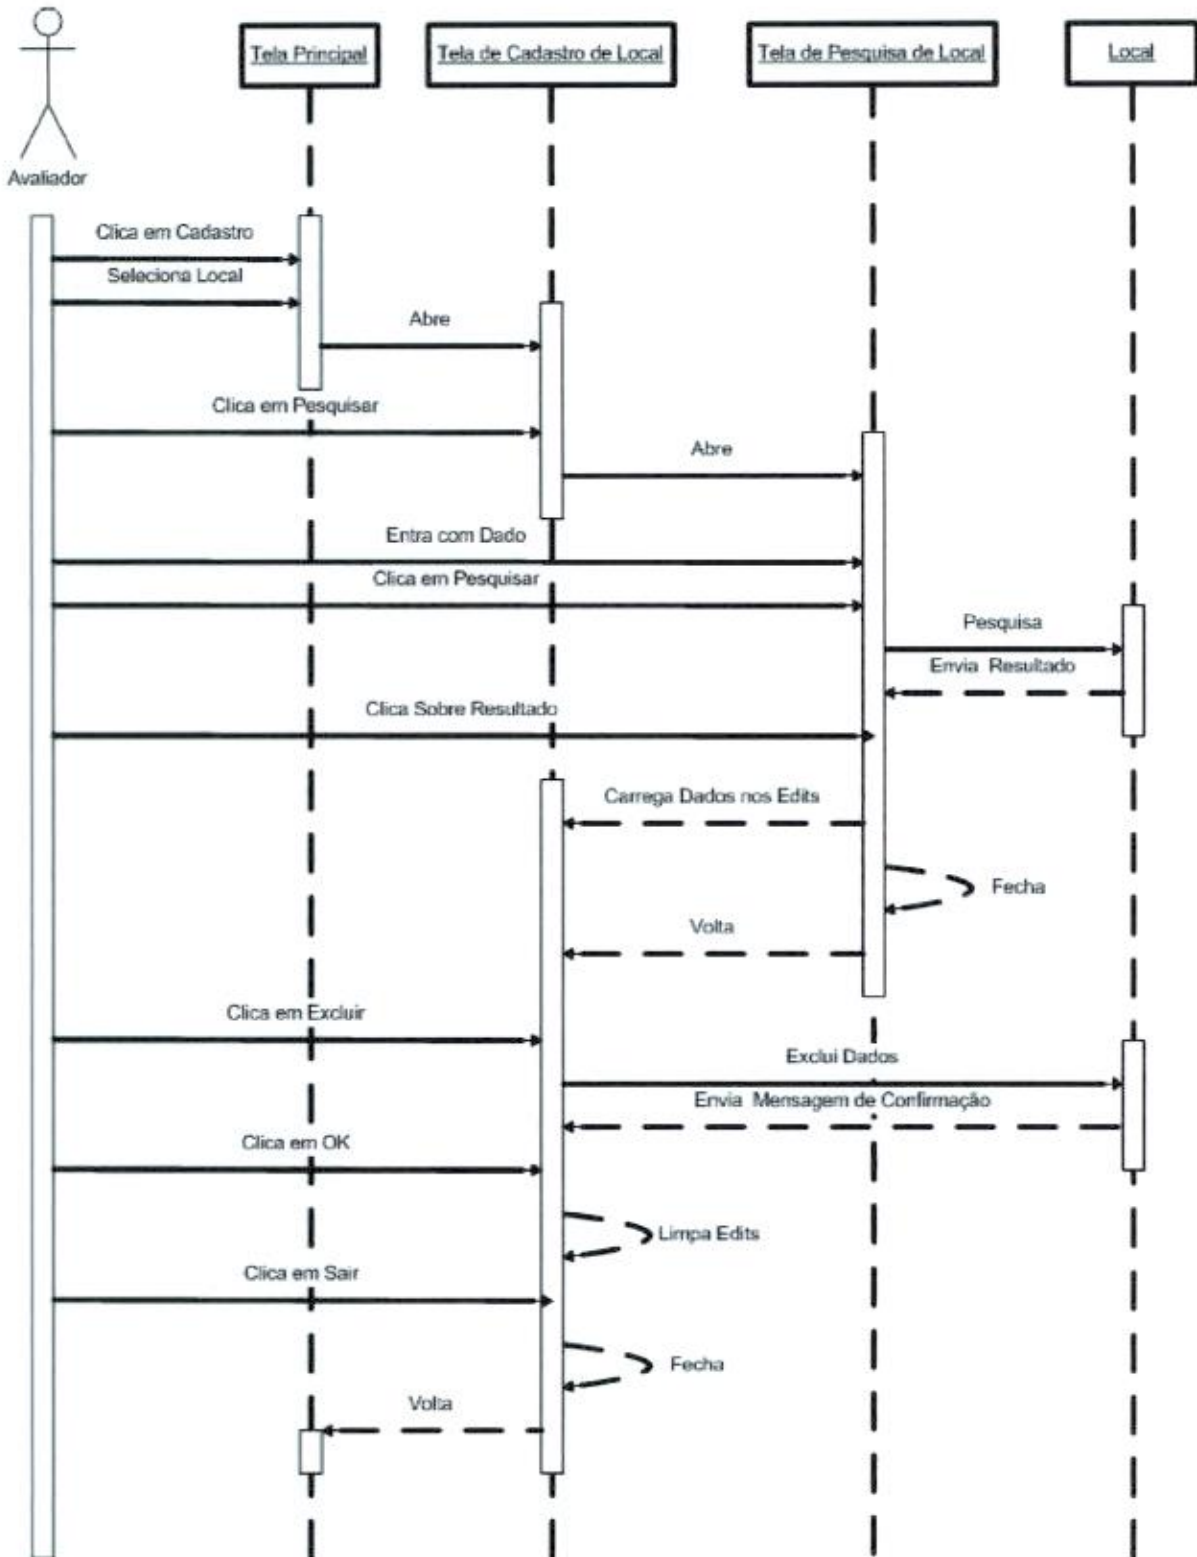 Tela Principal
Tela de Cadastro de Local
Tela de Pesquisa de Local
Local
Avaliador
Clica em Cadastro
Seleciona Local
Abre
Clica em Pesquisar
Abre
Entra com Dado
Clica em Pesquisar
Pesquisa
Envia Resultado
Clica Sobre Resultado
Carrega Dados nos Edits
Fecha
Volta
Clica em Excluir
Exclui Dados
Envia Mensagem de Confirmação
Clica em OK
Limpa Edits
Clica em Sair
Fecha
Volta